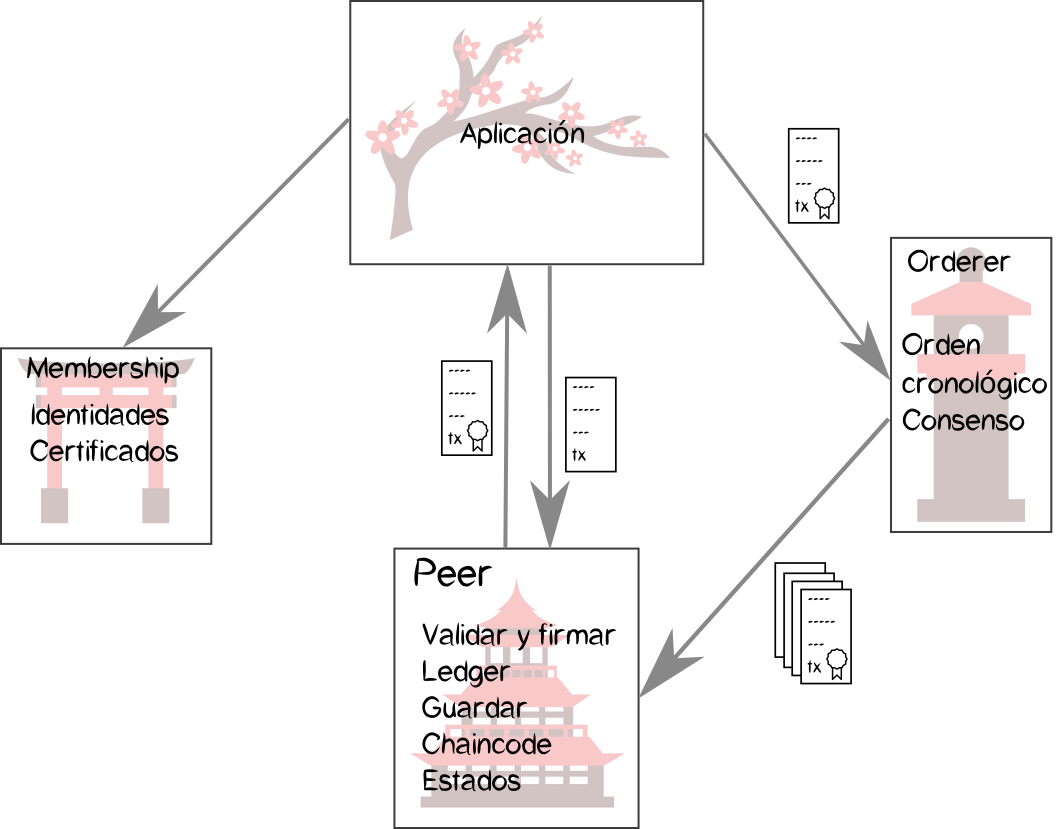 Aplicación
tx
Orderer
Orden
cronológico
Consenso
Membership
Identidades
Certificados
tx
tx
Peer
Validar y firmar
Ledger
Guardar
Chaincode
Estados
tx